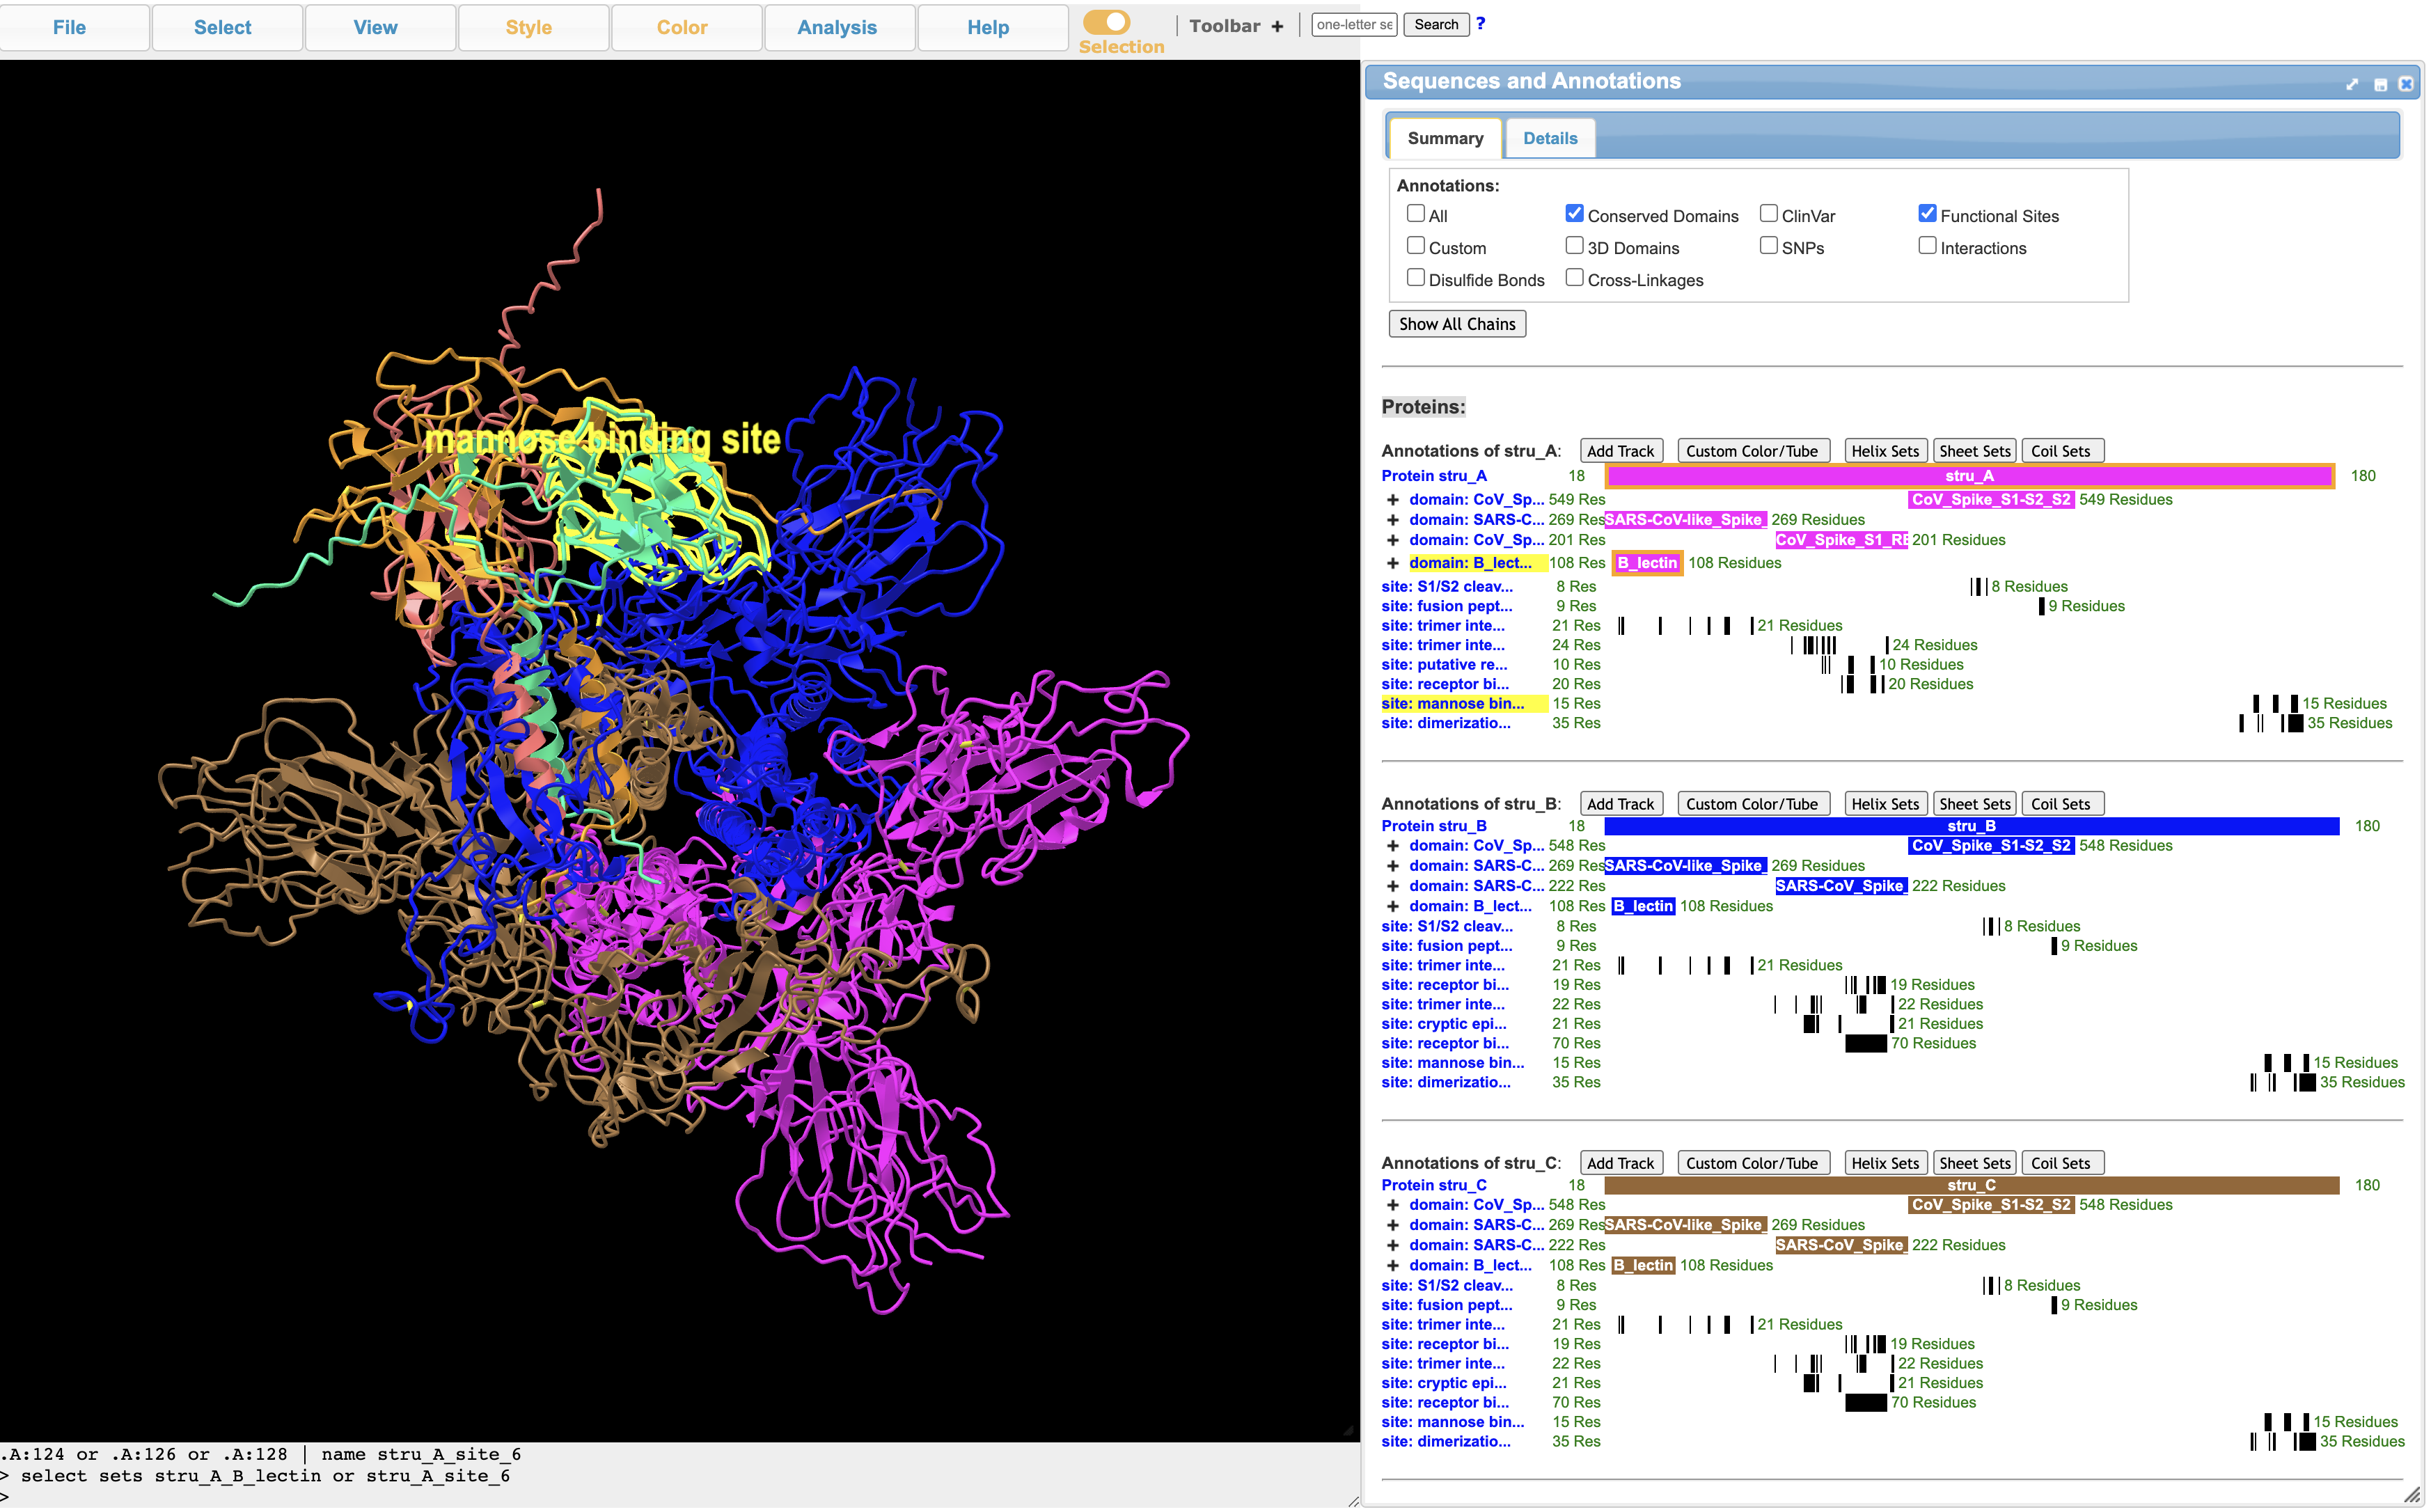 File Select View Style Color Analysis Help Selection Toolbar + one-letter se Search ?
Sequences and Annotations
Summary Details
Annotations:
All Conserved Domains ClinVar Functional Sites
Custom 3D Domains SNPs Interactions
Disulfide Bonds Cross-Linkages
Show All Chains
mannose binding site
Proteins:
Annotations of stru_A: Add Track Custom Color/Tube Helix Sets Sheet Sets Coil Sets
Protein stru_A 18 stru_A 180
+ domain: CoV_Sp... 549 Res CoV_Spike_S1-S2_S2 549 Residues
+ domain: SARS-C... 269 Res SARS-CoV-like_Spike_ 269 Residues
+ domain: CoV_Sp... 201 Res CoV_Spike_S1_RE 201 Residues
+ domain: B_lect... 108 Res B_lectin 108 Residues
site: S1/S2 cleav... 8 Res 8 Residues
site: fusion pept... 9 Res 9 Residues
site: trimer inte... 21 Res 21 Residues
site: trimer inte... 24 Res 24 Residues
site: putative re... 10 Res 10 Residues
site: receptor bi... 20 Res 20 Residues
site: mannose bin... 15 Res 15 Residues
site: dimerizatio... 35 Res 35 Residues
Annotations of stru_B: Add Track Custom Color/Tube Helix Sets Sheet Sets Coil Sets
Protein stru_B 18 stru_B 180
+ domain: CoV_Sp... 548 Res CoV_Spike_S1-S2_S2 548 Residues
+ domain: SARS-C... 269 Res SARS-CoV-like_Spike_ 269 Residues
+ domain: SARS-C... 222 Res SARS-CoV_Spike_ 222 Residues
+ domain: B_lect... 108 Res B_lectin 108 Residues
site: S1/S2 cleav... 8 Res 8 Residues
site: fusion pept... 9 Res 9 Residues
site: trimer inte... 21 Res 21 Residues
site: receptor bi... 19 Res 19 Residues
site: trimer inte... 22 Res 22 Residues
site: cryptic epi... 21 Res 21 Residues
site: receptor bi... 70 Res 70 Residues
site: mannose bin... 15 Res 15 Residues
site: dimerizatio... 35 Res 35 Residues
Annotations of stru_C: Add Track Custom Color/Tube Helix Sets Sheet Sets Coil Sets
Protein stru_C 18 stru_C 180
+ domain: CoV_Sp... 548 Res CoV_Spike_S1-S2_S2 548 Residues
+ domain: SARS-C... 269 Res SARS-CoV-like_Spike_ 269 Residues
+ domain: SARS-C... 222 Res SARS-CoV_Spike_ 222 Residues
+ domain: B_lect... 108 Res B_lectin 108 Residues
site: S1/S2 cleav... 8 Res 8 Residues
site: fusion pept... 9 Res 9 Residues
site: trimer inte... 21 Res 21 Residues
site: receptor bi... 19 Res 19 Residues
site: trimer inte... 22 Res 22 Residues
site: cryptic epi... 21 Res 21 Residues
site: receptor bi... 70 Res 70 Residues
site: mannose bin... 15 Res 15 Residues
site: dimerizatio... 35 Res 35 Residues
.A:124 or .A:126 or .A:128 | name stru_A_site_6
> select sets stru_A_B_lectin or stru_A_site_6
>